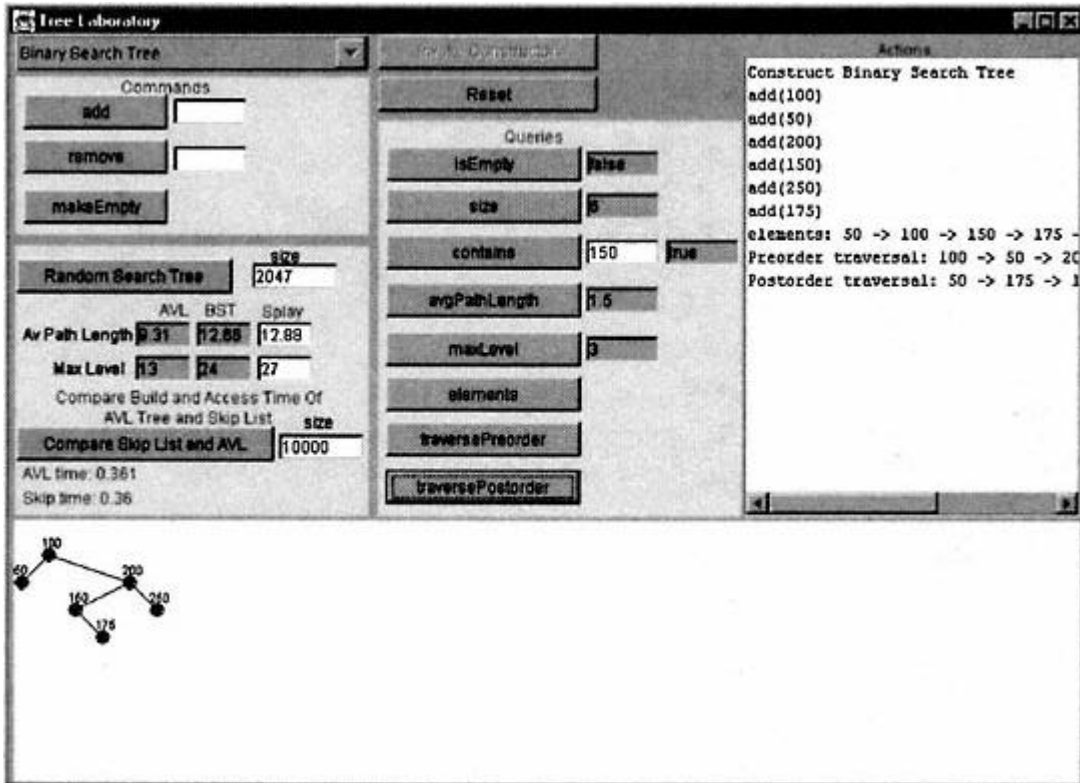 Tree Laboratory
Binary Search Tree
Commands
add
remove
makeEmpty
Random Search Tree
size
2047
AVL BST Splay
Av Path Length 9.31 12.88
Max Level 13 24 27
Compare Build and Access Time Of
AVL Tree and Skip List
size
Compare Skip List and AVL
10000
AVL time: 0.361
Skip time: 0.36
Reset
Queries
isEmpty false
size 6
contains 150 true
avgPathLength 1.5
maxLevel 3
elements
traversePreorder
traversePostorder
Actions
Construct Binary Search Tree
add(100)
add(50)
add(200)
add(150)
add(250)
add(175)
elements: 50 -> 100 -> 150 -> 175 -
Preorder traversal: 100 -> 50 -> 20
Postorder traversal: 50 -> 175 -> 1
100
50
200
150
250
175